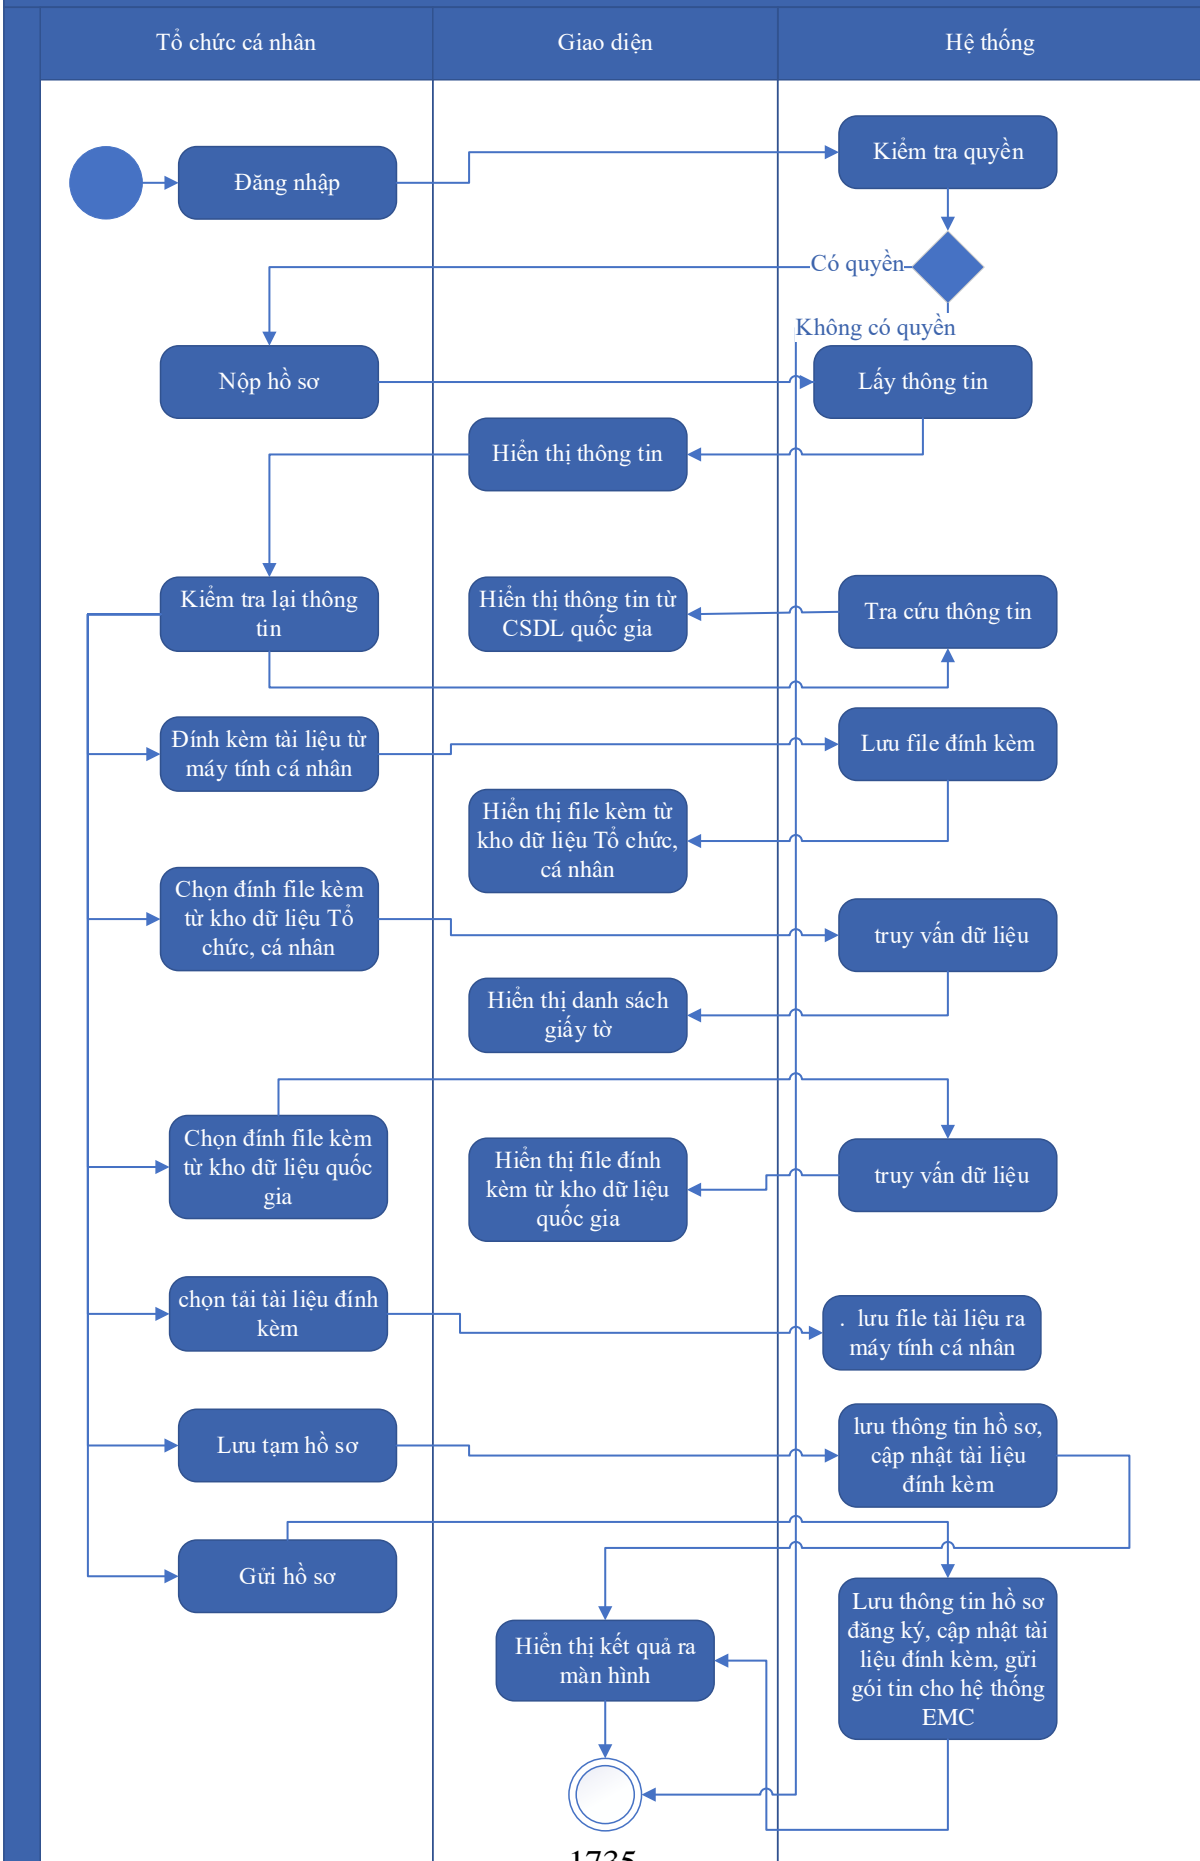 Tổ chức cá nhân
Giao diện
Hệ thống
Kiểm tra quyền
Đăng nhập
Có quyền
Không có quyền
Nộp hồ sơ
Lấy thông tin
Hiển thị thông tin
Kiểm tra lại thông
tin
Hiển thị thông tin từ
CSDL quốc gia
Tra cứu thông tin
Đính kèm tài liệu từ
máy tính cá nhân
Lưu file đính kèm
Hiển thị file kèm từ
kho dữ liệu Tổ chức,
cá nhân
Chọn đính file kèm
từ kho dữ liệu Tổ
chức, cá nhân
truy vấn dữ liệu
Hiển thị danh sách
giấy tờ
Chọn đính file kèm
từ kho dữ liệu quốc
gia
Hiển thị file đính
kèm từ kho dữ liệu
quốc gia
truy vấn dữ liệu
chọn tải tài liệu đính
kèm
. lưu file tài liệu ra
máy tính cá nhân
Lưu tạm hồ sơ
lưu thông tin hồ sơ,
cập nhật tài liệu
đính kèm
Gửi hồ sơ
Lưu thông tin hồ sơ
đăng ký, cập nhật tài
liệu đính kèm, gửi
gói tin cho hệ thống
EMC
Hiển thị kết quả ra
màn hình
1735